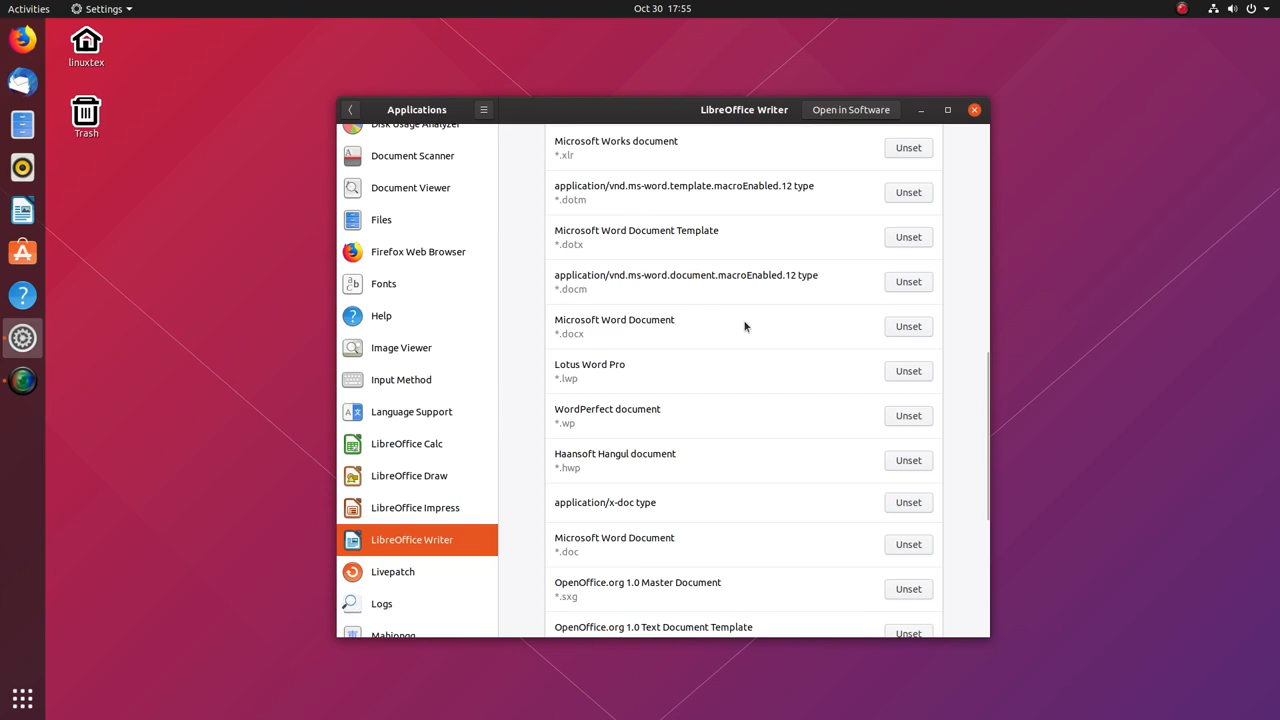 Activities
Settings
Oct 30 17:55
linuxtex
Trash
Applications
LibreOffice Writer
Open in Software
Disk Usage Analyzer
Document Scanner
Document Viewer
Files
Firefox Web Browser
Fonts
Help
Image Viewer
Input Method
Language Support
LibreOffice Calc
LibreOffice Draw
LibreOffice Impress
LibreOffice Writer
Livepatch
Logs
Mahjongg
Microsoft Works document
*.xlr
Unset
application/vnd.ms-word.template.macroEnabled.12 type
*.dotm
Unset
Microsoft Word Document Template
*.dotx
Unset
application/vnd.ms-word.document.macroEnabled.12 type
*.docm
Unset
Microsoft Word Document
*.docx
Unset
Lotus Word Pro
*.lwp
Unset
WordPerfect document
*.wp
Unset
Haansoft Hangul document
*.hwp
Unset
application/x-doc type
Unset
Microsoft Word Document
*.doc
Unset
OpenOffice.org 1.0 Master Document
*.sxg
Unset
OpenOffice.org 1.0 Text Document Template
Unset